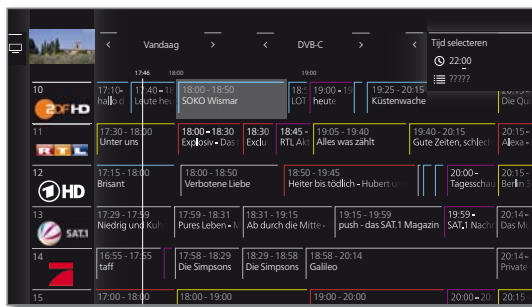 Vandaag
DVB-C
Tijd selecteren
22:00
?????
17:46
18:00
19:00
10
17:10-
17:
18:00 - 18:50
18:5
19:00 - 19
19:25 - 20:15
20:15 -
hallo d
Leute heu
SOKO Wismar
LOT
heute
Küstenwache
Die Qu
2DF HD
11
17:30 - 18:00
18:00 - 18:30
18:30
18:45 -
19:05 - 19:40
19:40 - 20:15
20:15 -
Unter uns
Explosiv - Das
Exclu
RTL Akt
Alles was zählt
Gute Zeiten, schlec
Alexa -
RTL
12
17:15 - 18:00
18:00 - 18:50
18:50 - 19:45
20:00 -
20:15 -
Brisant
Verbotene Liebe
Heiter bis tödlich - Hubert u
Tagesschau
Berlin
1 HD
13
17:29 - 17:59
17:59 - 18:31
18:31 - 19:15
19:15 - 19:59
19:59 -
20:14 -
Niedrig und Kuh
Pures Leben - M
Ab durch die Mitte -
push - das SAT.1 Magazin
SAT.1 Nachr
Das Mu
SAT.1
14
16:55 - 17:55
17:58 - 18:29
18:29 - 18:58
18:58 - 20:14
20:14 -
taff
Die Simpsons
Die Simpsons
Galileo
Private
15
17:00 - 18:00
18:00 - 19:00
19:00 - 20:00
20:00 - 20:
20:15